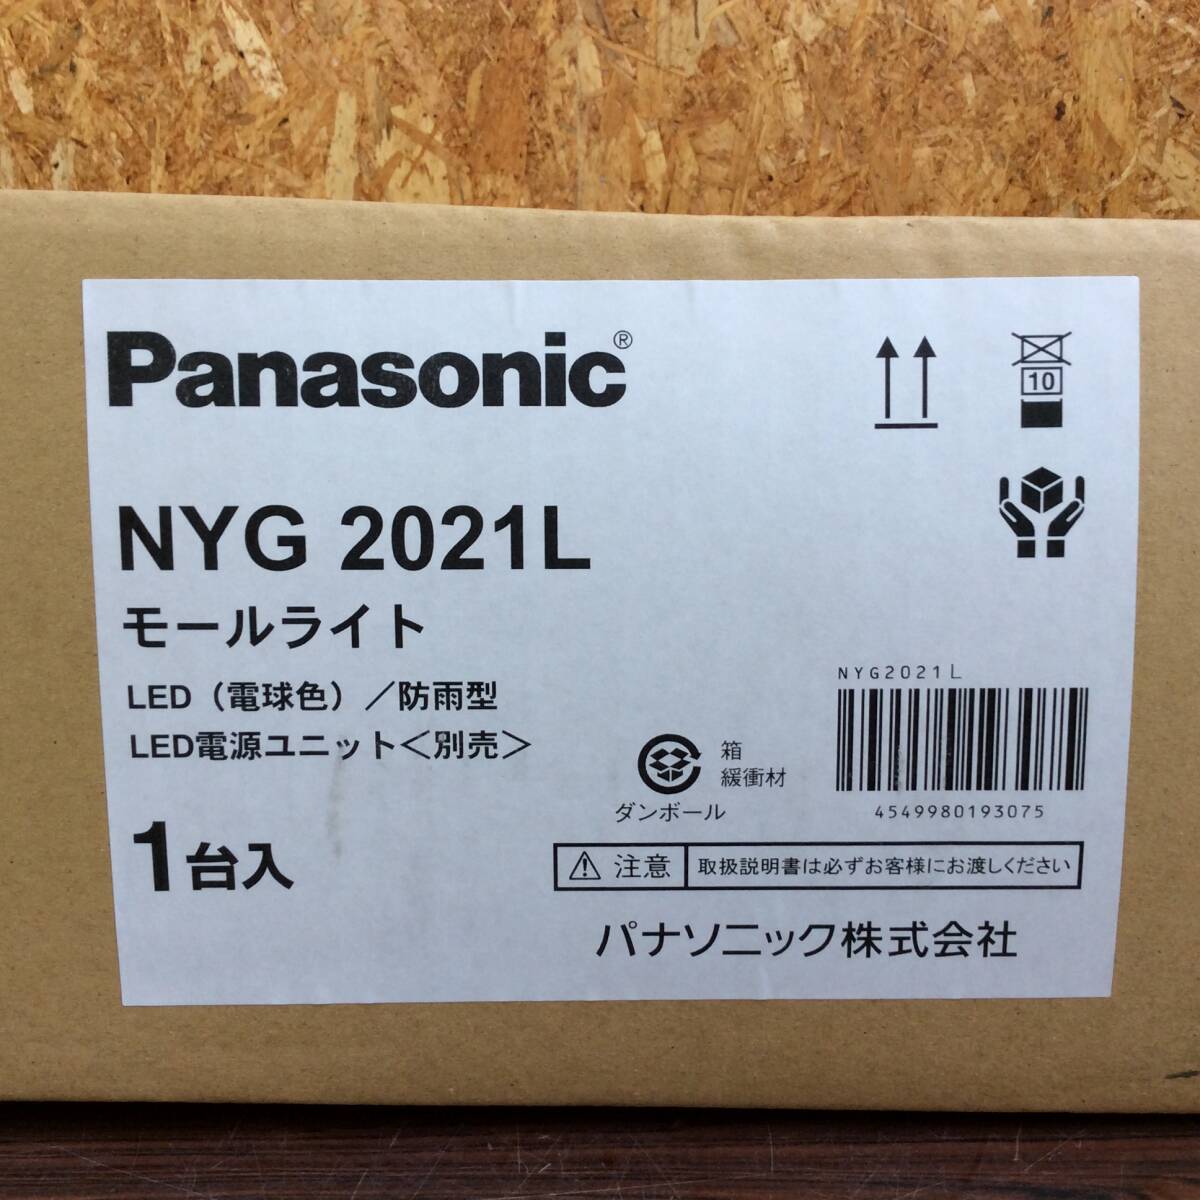 Panasonic®
10
NYG 2021L
モールライト
LED（電球色）／防雨型
LED電源ユニット＜別売＞
1台入
NYG2021L
4549980193075
箱
緩衝材
ダンボール
注意 取扱説明書は必ずお客様にお渡しください
パナソニック株式会社